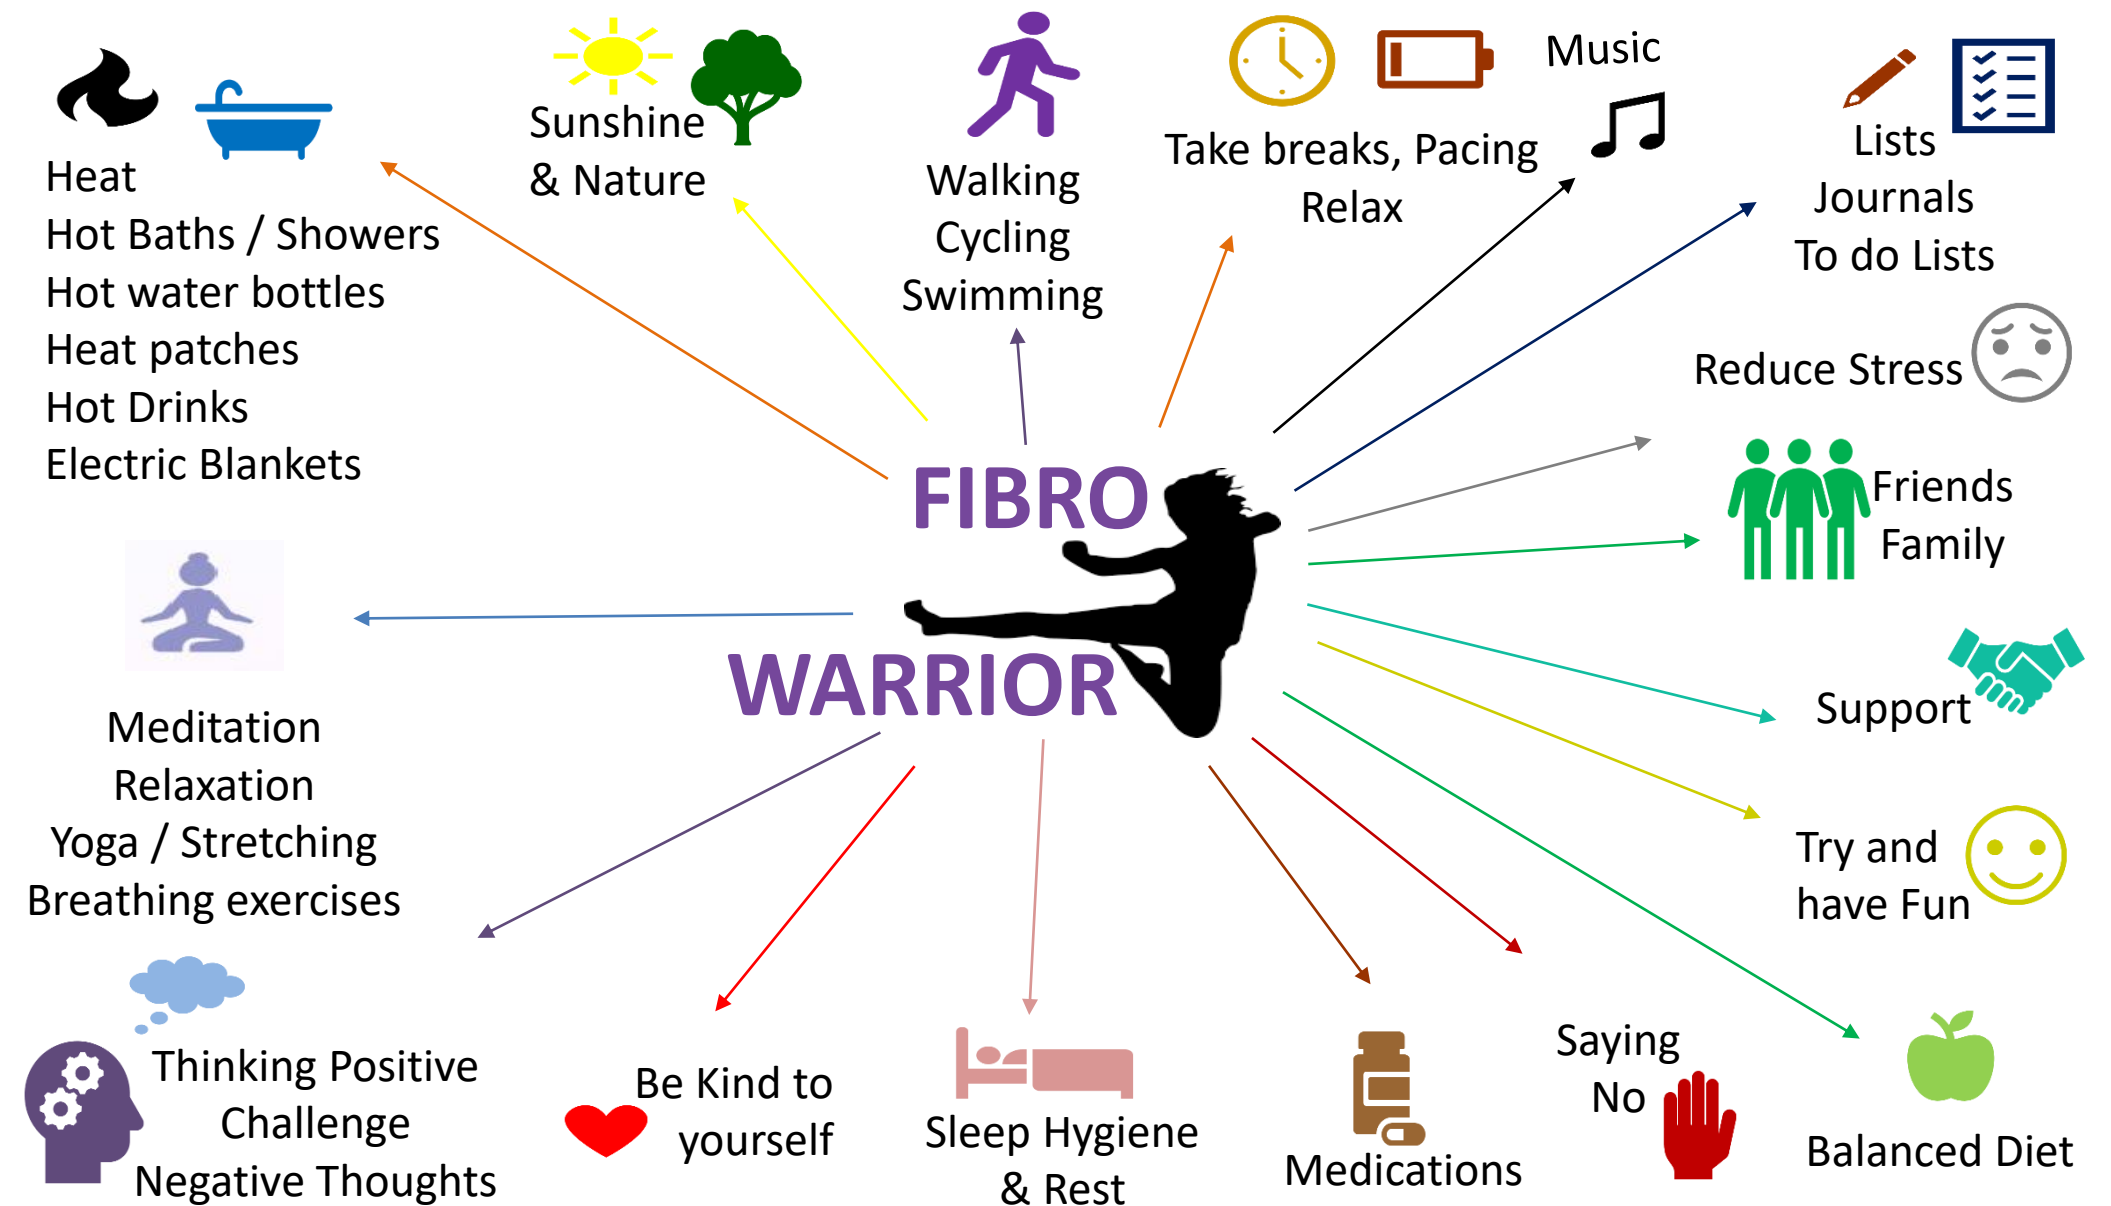 Heat
Hot Baths / Showers
Hot water bottles
Heat patches
Hot Drinks
Electric Blankets
Sunshine
& Nature
Walking
Cycling
Swimming
Take breaks, Pacing
Relax
Music
Lists
Journals
To do Lists
Reduce Stress
Friends
Family
FIBRO
WARRIOR
Support
Try and
have Fun
Meditation
Relaxation
Yoga / Stretching
Breathing exercises
Thinking Positive
Challenge
Negative Thoughts
Be Kind to
yourself
Sleep Hygiene
& Rest
Medications
Saying
No
Balanced Diet